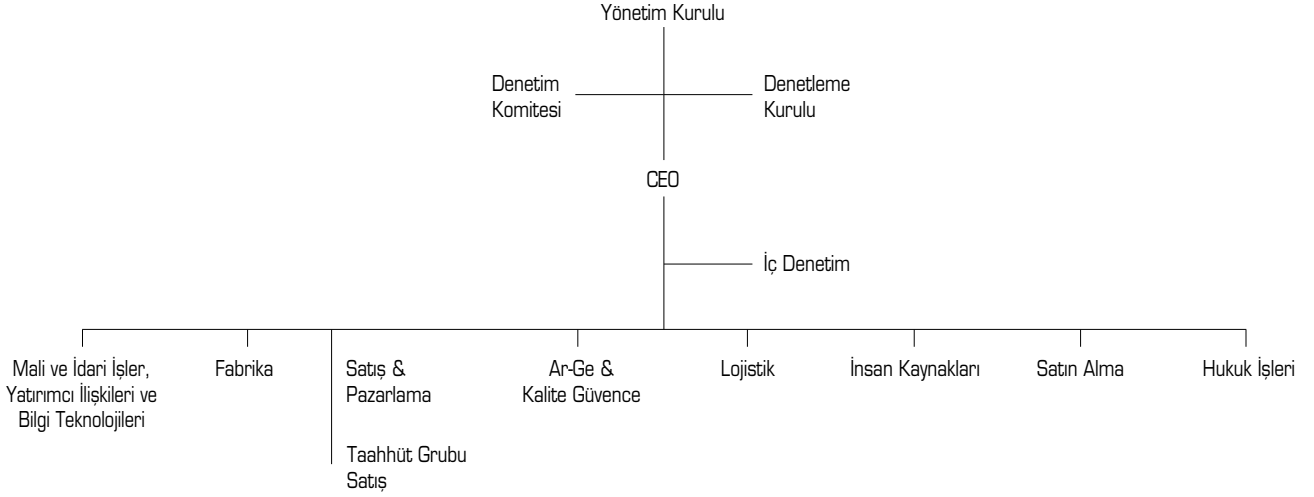 Yönetim Kurulu
Denetim
Komitesi
Denetleme
Kurulu
CEO
İç Denetim
Mali ve İdari İşler,
Yatırımcı İlişkileri ve
Bilgi Teknolojileri
Fabrika
Satış &
Pazarlama
Taahhüt Grubu
Satış
Ar-Ge &
Kalite Güvence
Lojistik
İnsan Kaynakları
Satın Alma
Hukuk İşleri